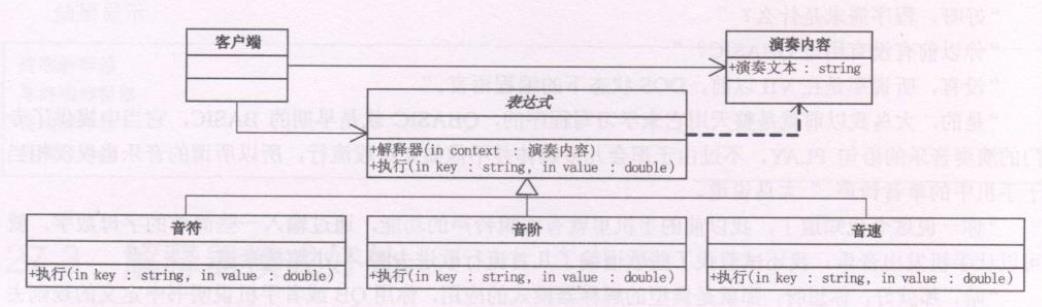 客户端
演奏内容
+演奏文本 : string
表达式
+解释器(in context : 演奏内容)
+执行(in key : string, in value : double)
音符
+执行(in key : string, in value : double)
音阶
+执行(in key : string, in value : double)
音速
+执行(in key : string, in value : double)